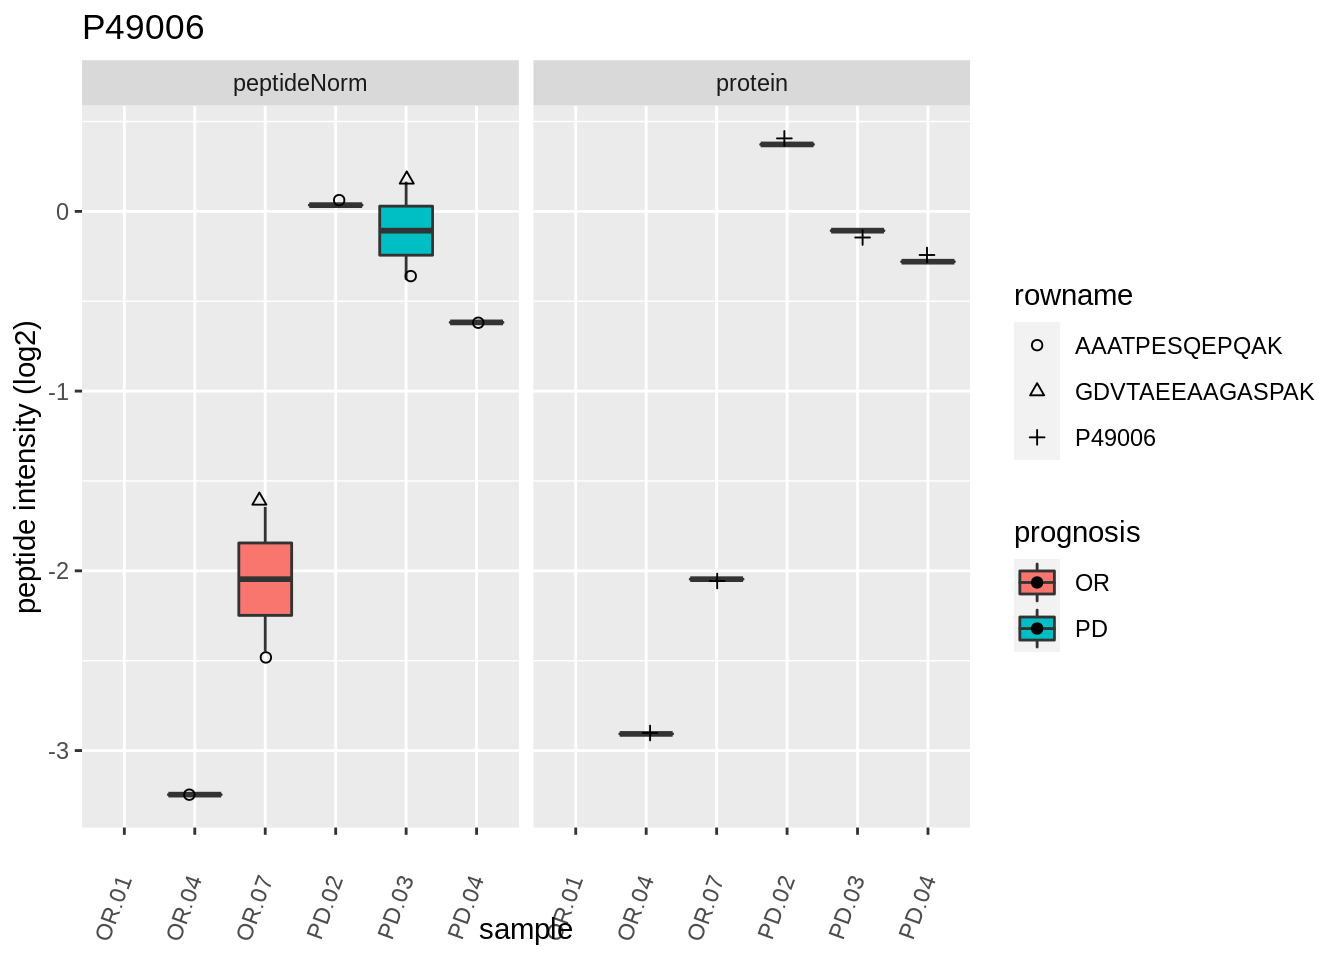 P49006
peptideNorm
protein
peptide intensity (log2)
0
-1
-2
-3
OR.01
OR.04
OR.07
PD.02
PD.03
PD.04
OR.01
OR.04
OR.07
PD.02
PD.03
PD.04
sample
rowname
AAATPESQEPQAK
GDVTAEEAAGASPAK
P49006
prognosis
OR
PD